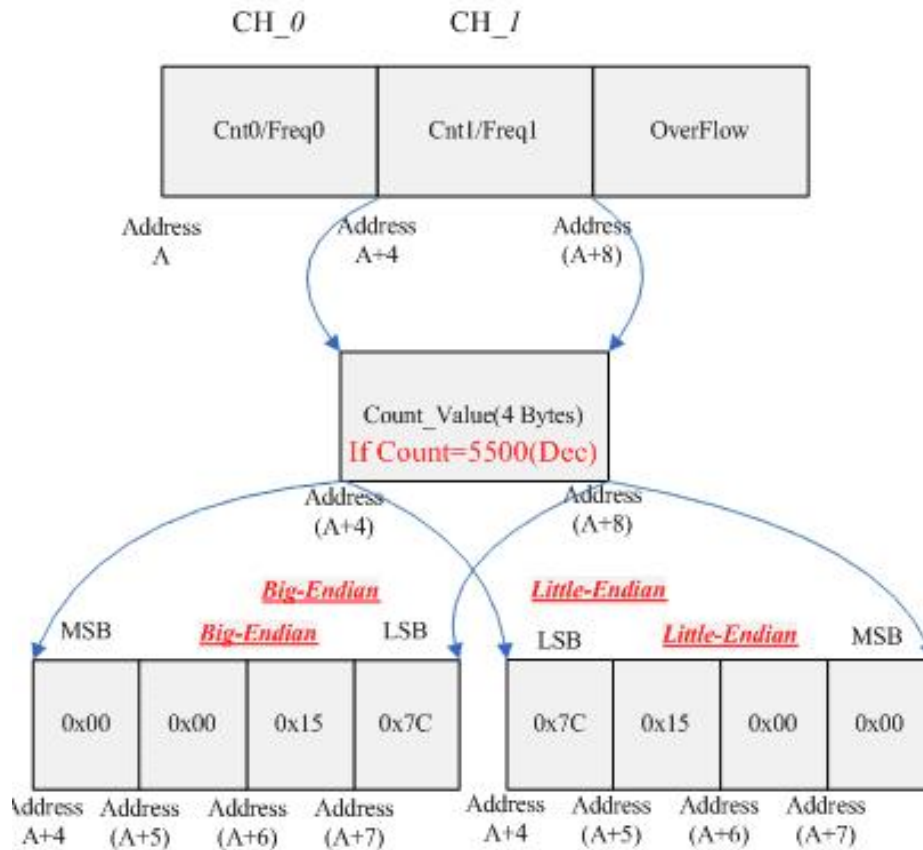 CH_0 CH_1
Cnt0/Freq0 Cnt1/Freq1 OverFlow
Address Address Address
A A+4 (A+8)
Count_Value(4 Bytes)
If Count=5500(Dec)
Address Address
(A+4) (A+8)
Big-Endian Little-Endian
MSB Big-Endian LSB LSB Little-Endian MSB
0x00 0x00 0x15 0x7C 0x7C 0x15 0x00 0x00
Address Address Address Address Address Address Address Address
A+4 (A+5) (A+6) (A+7) A+4 (A+5) (A+6) (A+7)